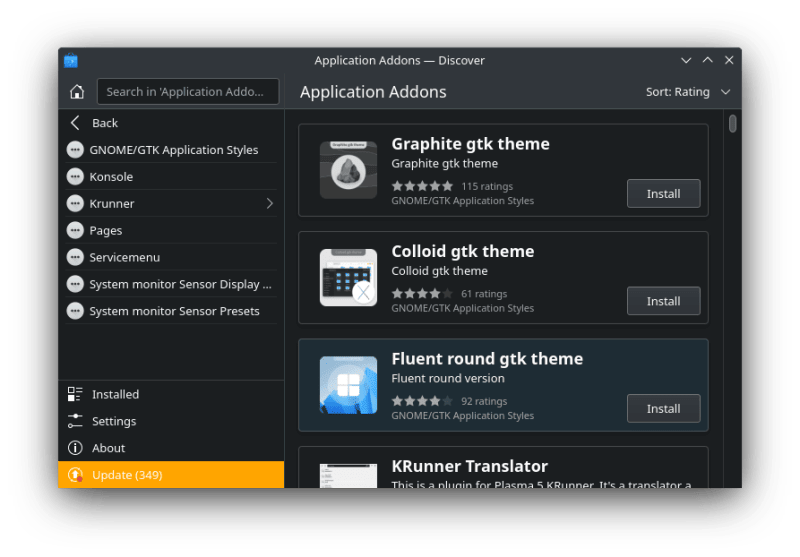 Application Addons — Discover
Search in 'Application Addo...
Application Addons
Sort: Rating
Back
GNOME/GTK Application Styles
Konsole
Krunner
Pages
Servicemenu
System monitor Sensor Display ...
System monitor Sensor Presets
Installed
Settings
About
Update (349)
Graphite gtk theme
Graphite gtk theme
Graphite gtk theme
115 ratings
GNOME/GTK Application Styles
Install
Colloid gtk theme
Colloid gtk theme
61 ratings
GNOME/GTK Application Styles
Install
Fluent round gtk theme
Fluent round version
92 ratings
GNOME/GTK Application Styles
Install
KRunner Translator
This is a plugin for Plasma 5 KRunner. It's a translator a